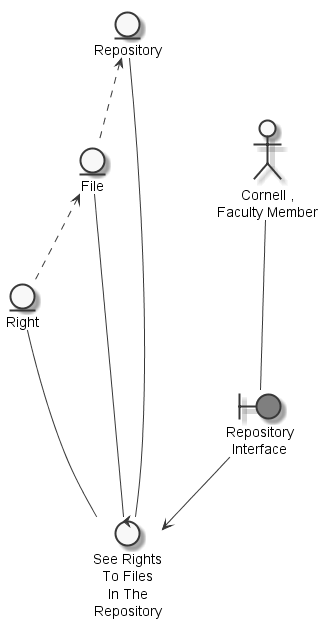 Repository
File
Cornell ,
Faculty Member
Right
Repository
Interface
See Rights
To Files
In The
Repository